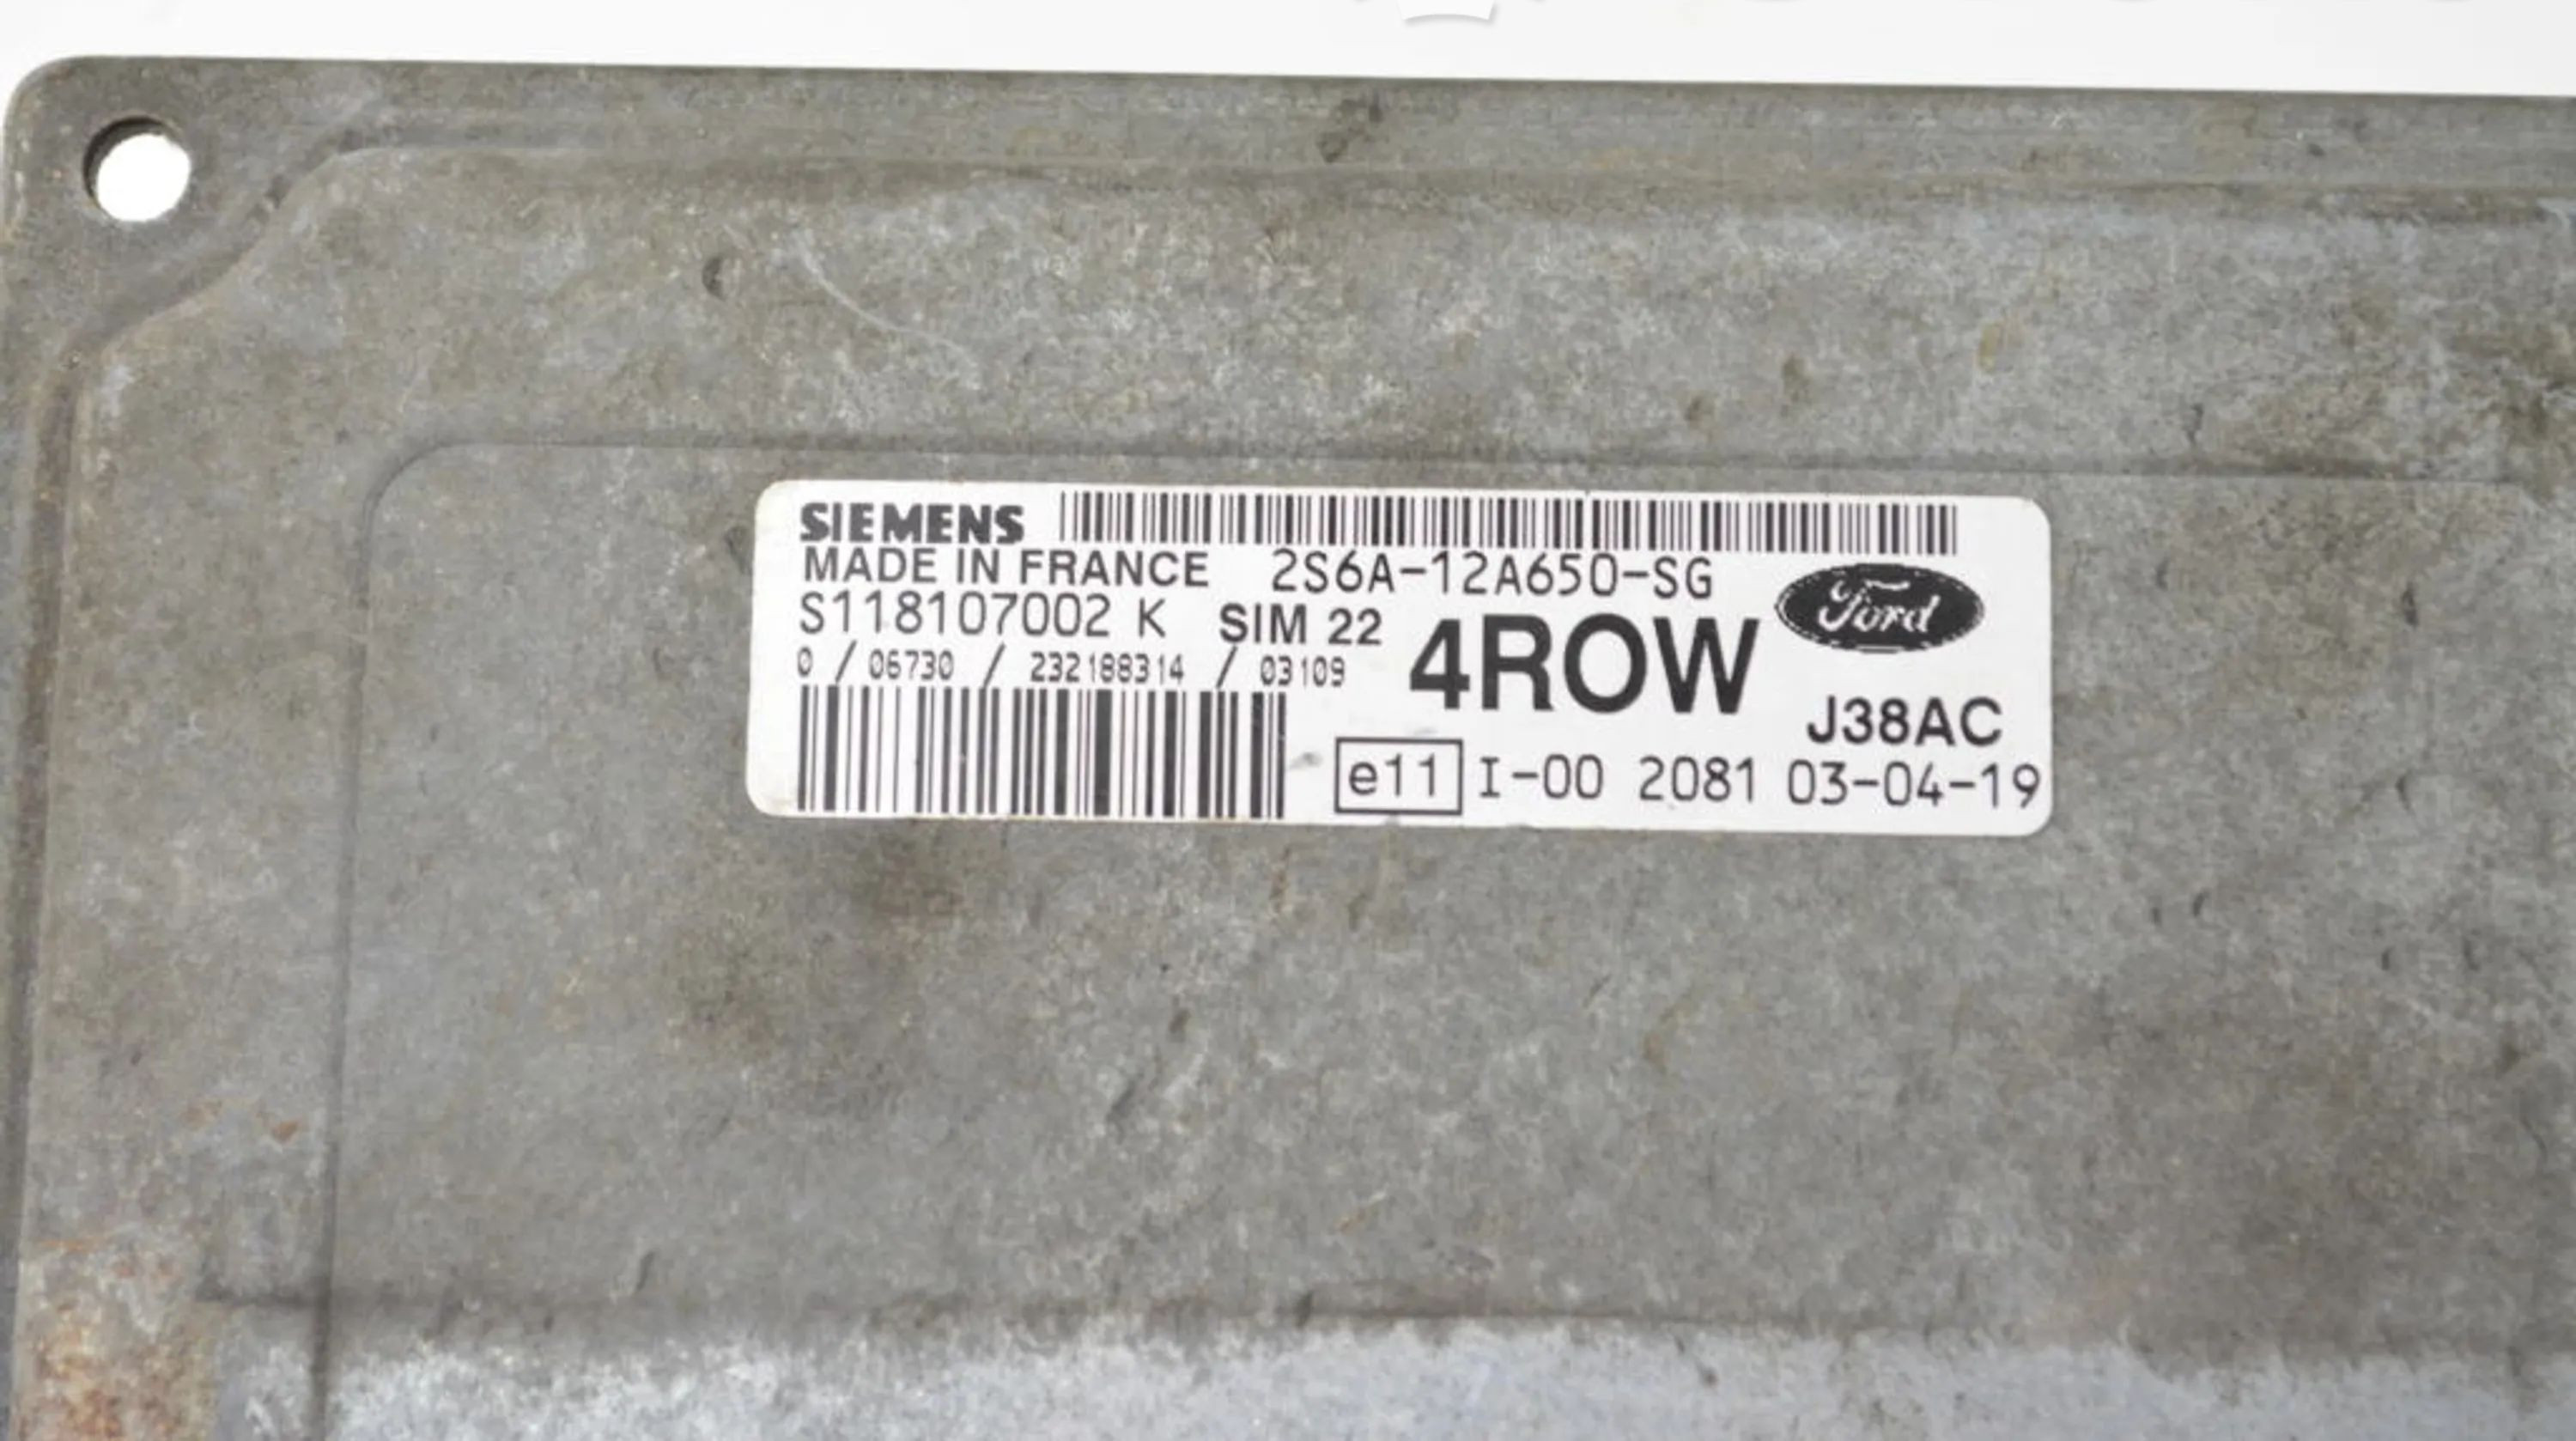 SIEMENS
MADE IN FRANCE 2S6A-12A650-SG
Ford
S118107002 K SIM 22
4ROW
0 / 06730 / 232188314 / 03109
J38AC
e11 I-00 2081 03-04-19